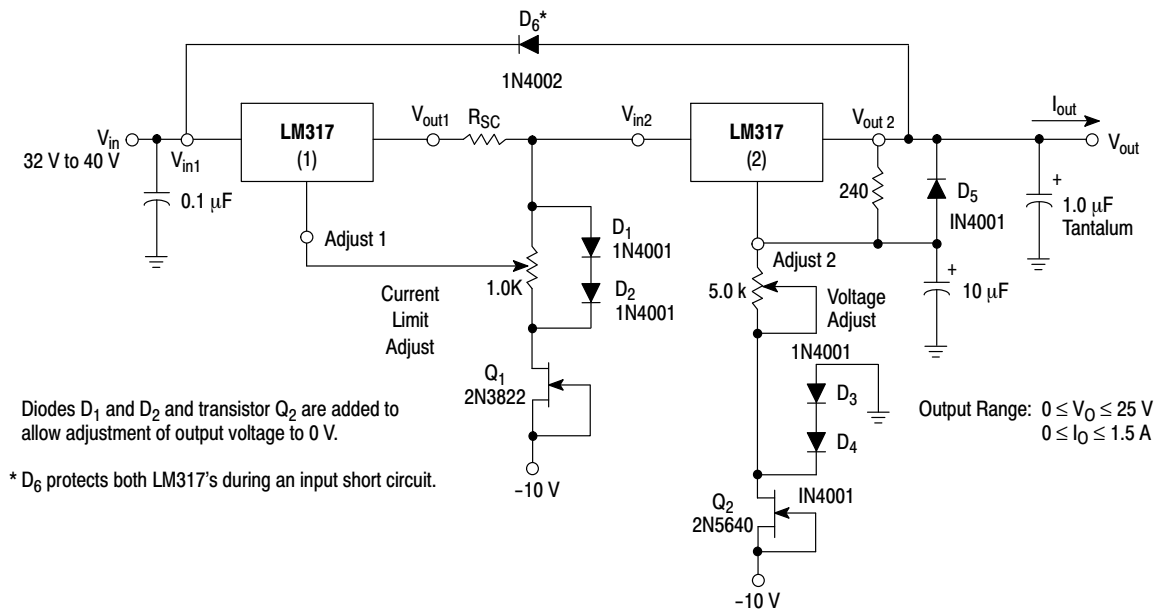 D6*
1N4002
Vin
32 V to 40 V
Vin1
0.1 μF
LM317
(1)
Vout1
RSC
Vin2
LM317
(2)
Vout 2
Iout
Vout
Adjust 1
Current
Limit
Adjust
1.0K
D1
1N4001
D2
1N4001
240
D5
IN4001
+
1.0 μF
Tantalum
Adjust 2
5.0 k
Voltage
Adjust
+
10 μF
1N4001
D3
D4
IN4001
Q1
2N3822
-10 V
Q2
2N5640
-10 V
Output Range: 0 ≤ VO ≤ 25 V
0 ≤ IO ≤ 1.5 A
Diodes D1 and D2 and transistor Q2 are added to
allow adjustment of output voltage to 0 V.
* D6 protects both LM317's during an input short circuit.